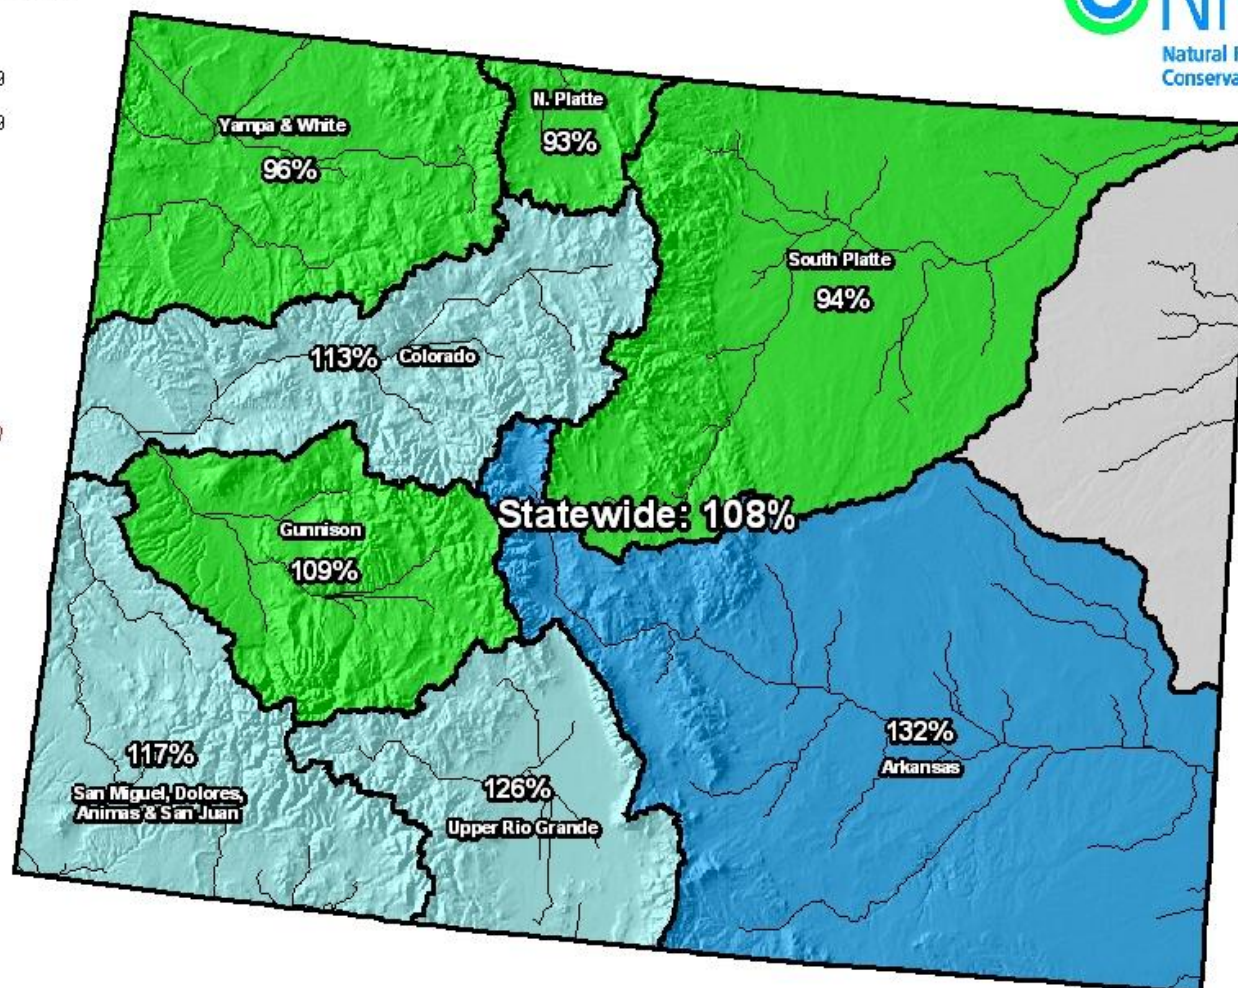 Natural
Conserva
N. Platte
93%
Yampa & White
96%
South Platte
94%
113% Colorado
Statewide: 108%
Gunnison
109%
132%
Arkansas
117%
San Miguel, Dolores,
Animas & San Juan
126%
Upper Rio Grande